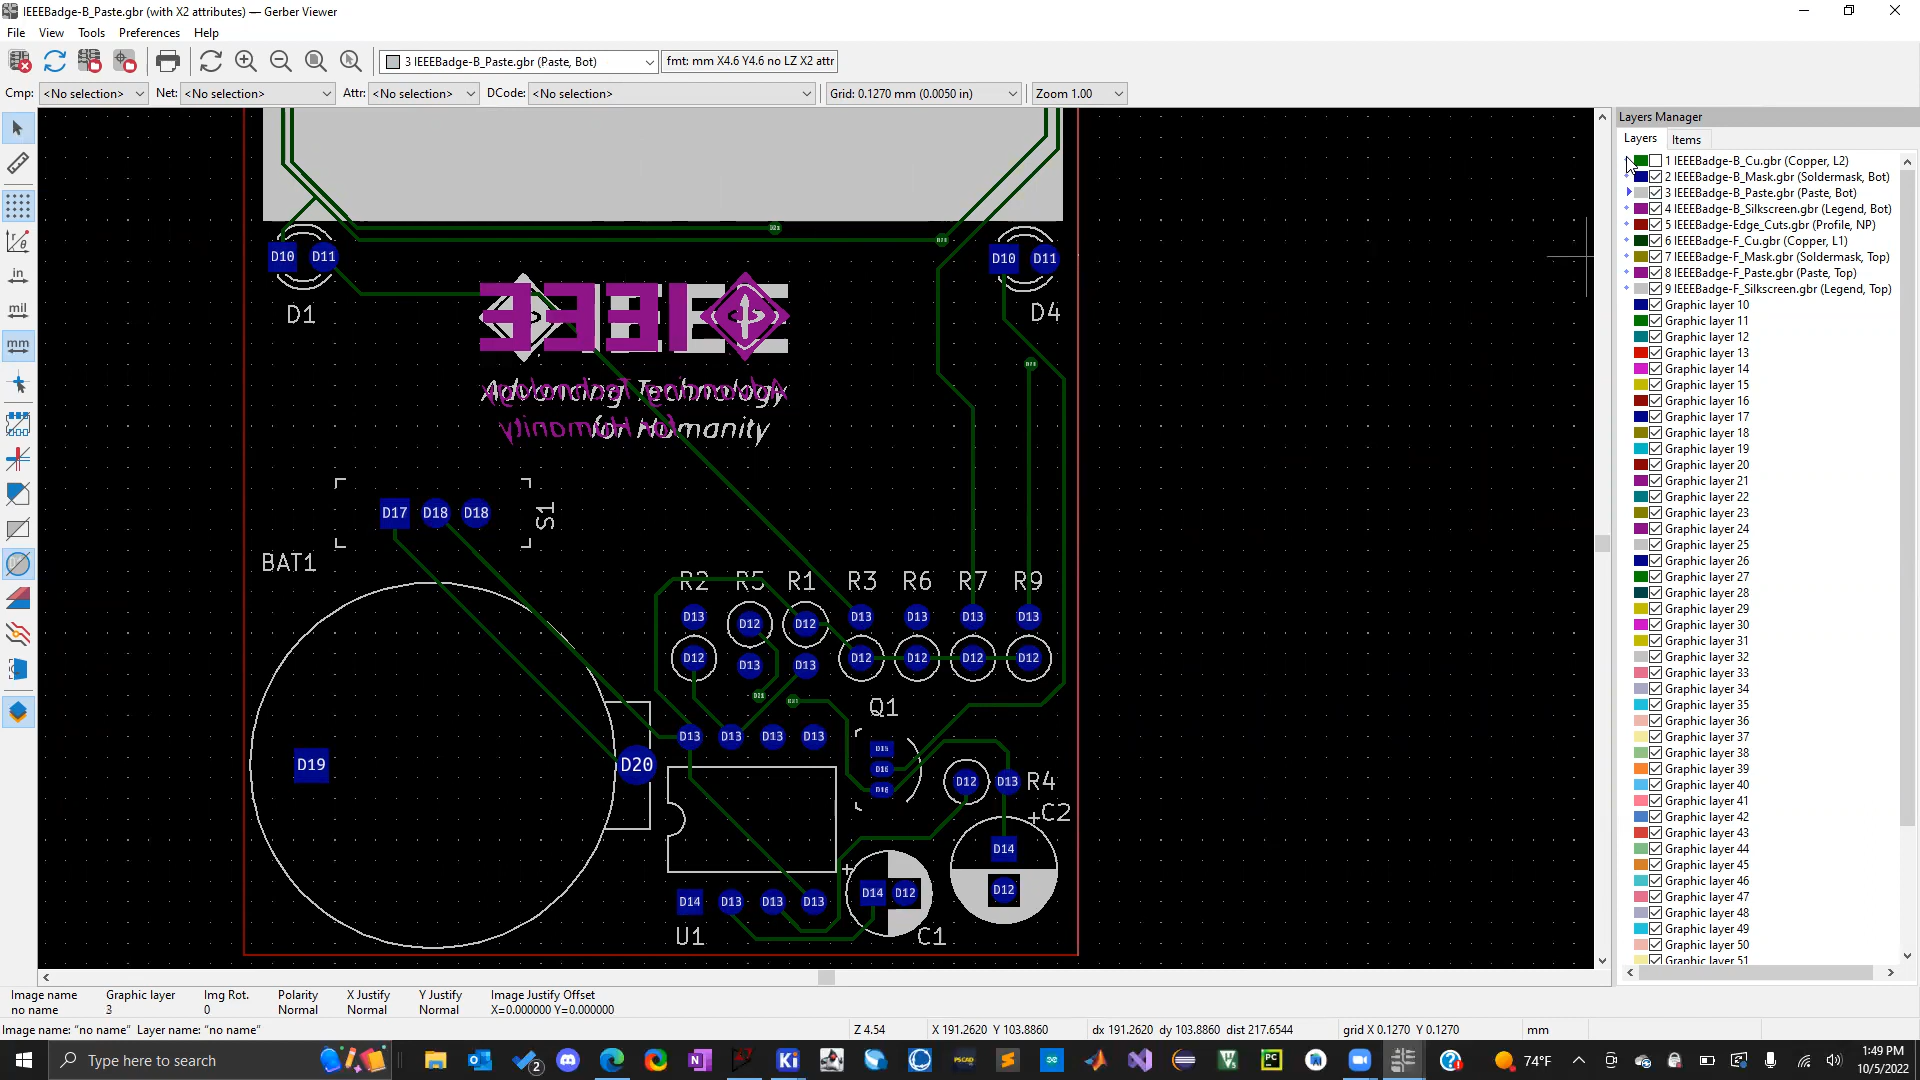 IEEEBadge-B_Paste.gbr (with X2 attributes) — Gerber Viewer
File View Tools Preferences Help
3 IEEEBadge-B_Paste.gbr (Paste, Bot) fmt: mm X4.6 Y4.6 no LZ X2 attr
Cmp: <No selection> Net: <No selection> Attr: <No selection> DCode: <No selection> Grid: 0.1270 mm (0.0050 in) Zoom 1.00
in
mil
mm
D10 D11
D10 D11
D1
D4
IEEE
Advancing Technology
for Humanity
D17 D18 D18
S1
BAT1
R2 R5 R1 R3 R6 R7 R9
D13 D12 D12 D13 D13 D13 D13
D12 D13 D13 D12 D12 D12 D12
Q1
D13 D13 D13 D13
D15
D16
D16
D19 D20
D12 D13 R4
+C2
D14
D12
D14 D13 D13 D13
+
D14 D12
U1 C1
Layers Manager
Layers Items
1 IEEEBadge-B_Cu.gbr (Copper, L2)
2 IEEEBadge-B_Mask.gbr (Soldermask, Bot)
3 IEEEBadge-B_Paste.gbr (Paste, Bot)
4 IEEEBadge-B_Silkscreen.gbr (Legend, Bot)
5 IEEEBadge-Edge_Cuts.gbr (Profile, NP)
6 IEEEBadge-F_Cu.gbr (Copper, L1)
7 IEEEBadge-F_Mask.gbr (Soldermask, Top)
8 IEEEBadge-F_Paste.gbr (Paste, Top)
9 IEEEBadge-F_Silkscreen.gbr (Legend, Top)
Graphic layer 10
Graphic layer 11
Graphic layer 12
Graphic layer 13
Graphic layer 14
Graphic layer 15
Graphic layer 16
Graphic layer 17
Graphic layer 18
Graphic layer 19
Graphic layer 20
Graphic layer 21
Graphic layer 22
Graphic layer 23
Graphic layer 24
Graphic layer 25
Graphic layer 26
Graphic layer 27
Graphic layer 28
Graphic layer 29
Graphic layer 30
Graphic layer 31
Graphic layer 32
Graphic layer 33
Graphic layer 34
Graphic layer 35
Graphic layer 36
Graphic layer 37
Graphic layer 38
Graphic layer 39
Graphic layer 40
Graphic layer 41
Graphic layer 42
Graphic layer 43
Graphic layer 44
Graphic layer 45
Graphic layer 46
Graphic layer 47
Graphic layer 48
Graphic layer 49
Graphic layer 50
Graphic layer 51
Image name Graphic layer Img Rot. Polarity X Justify Y Justify Image Justify Offset
no name 3 0 Normal Normal Normal X=0.000000 Y=0.000000
Image name: "no name" Layer name: "no name" Z 4.54 X 191.2620 Y 103.8860 dx 191.2620 dy 103.8860 dist 217.6544 grid X 0.1270 Y 0.1270 mm
Type here to search
2
Ki
PSCAD
PC
74°F
1:49 PM
10/5/2022